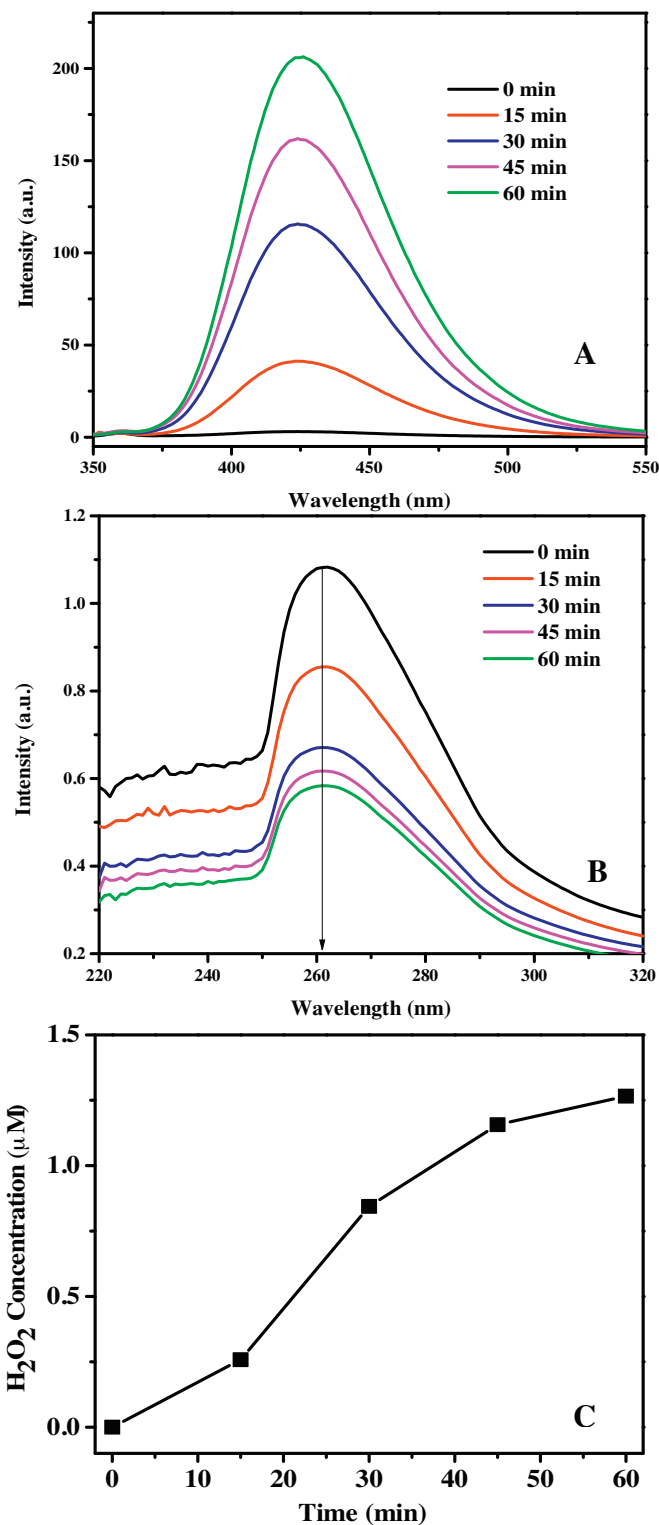 200
150
100
50
0
Intensity (a.u.)
0 min
15 min
30 min
45 min
60 min
A
350 400 450 500 550
Wavelength (nm)
1.2
1.0
0.8
0.6
0.4
0.2
Intensity (a.u.)
0 min
15 min
30 min
45 min
60 min
B
220 240 260 280 300 320
Wavelength (nm)
1.5
1.0
0.5
0.0
H₂O₂ Concentration (μM)
C
0 10 20 30 40 50 60
Time (min)